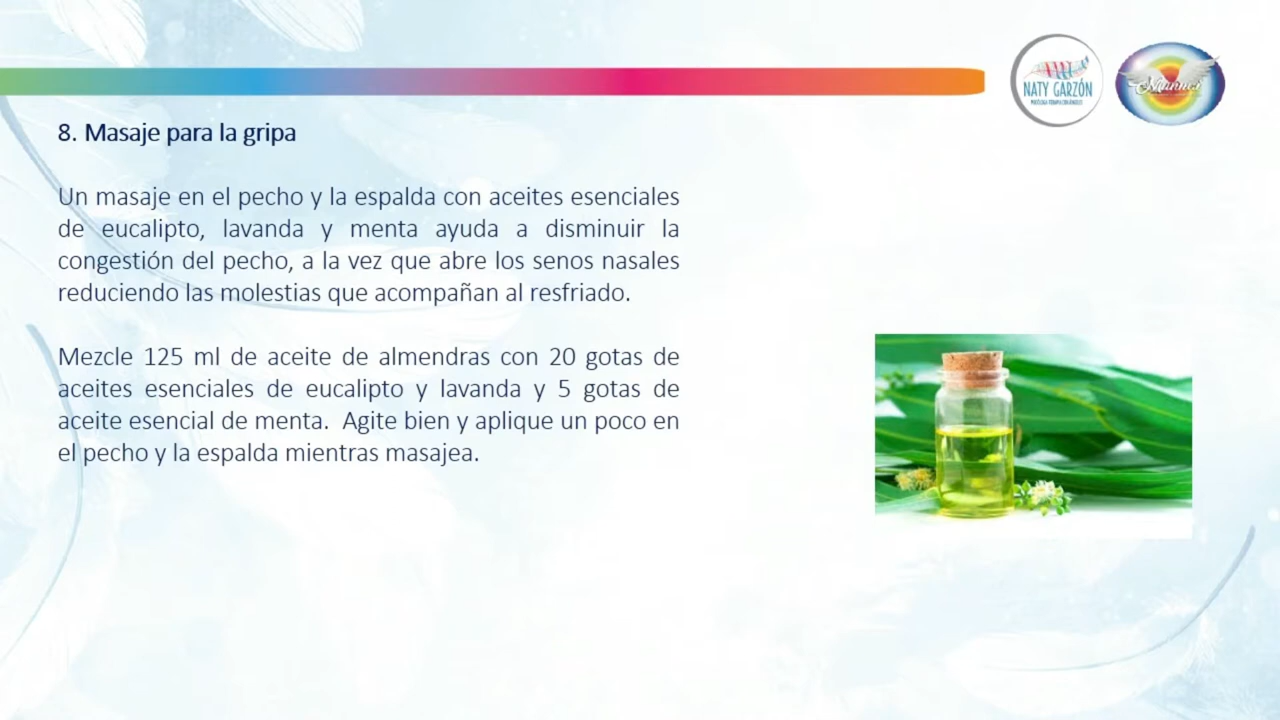 NATY GARZÓN
8. Masaje para la gripa
Un masaje en el pecho y la espalda con aceites esenciales
de eucalipto, lavanda y menta ayuda a disminuir la
congestión del pecho, a la vez que abre los senos nasales
reduciendo las molestias que acompañan al resfriado.
Mezcle 125 ml de aceite de almendras con 20 gotas de
aceites esenciales de eucalipto y lavanda y 5 gotas de
aceite esencial de menta.  Agite bien y aplique un poco en
el pecho y la espalda mientras masajea.